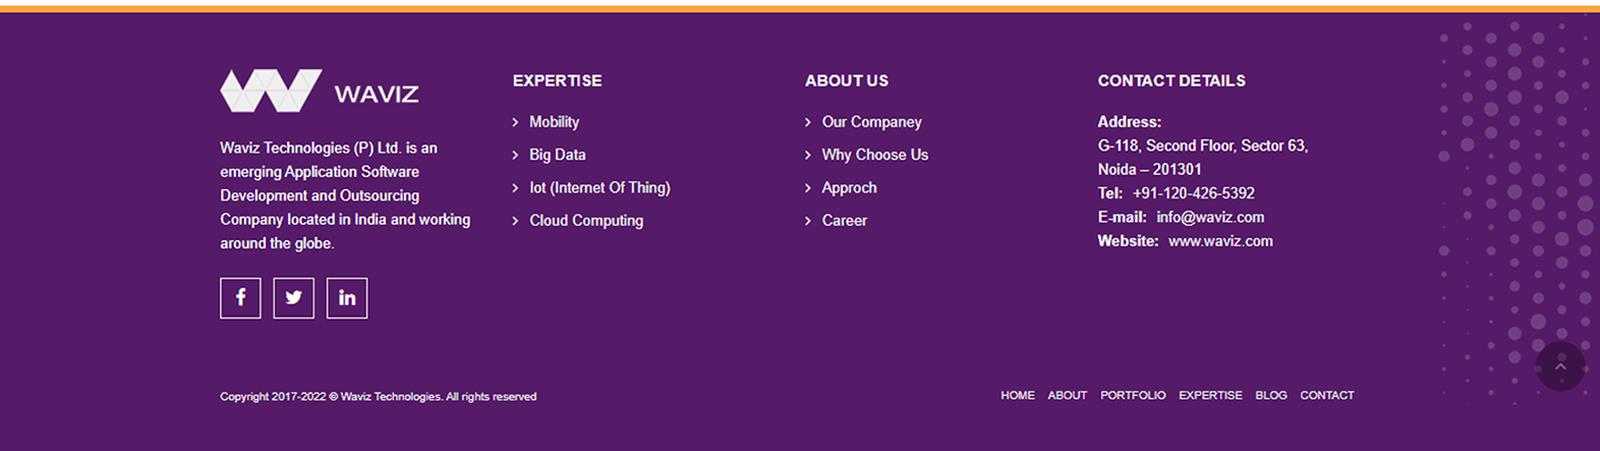 WAVIZ
Waviz Technologies (P) Ltd. is an
emerging Application Software
Development and Outsourcing
Company located in India and working
around the globe.
EXPERTISE
Mobility
Big Data
Iot (Internet Of Thing)
Cloud Computing
ABOUT US
Our Companey
Why Choose Us
Approch
Career
CONTACT DETAILS
Address:
G-118, Second Floor, Sector 63,
Noida – 201301
Tel: +91-120-426-5392
E-mail: info@waviz.com
Website: www.waviz.com
Copyright 2017-2022 © Waviz Technologies. All rights reserved
HOME ABOUT PORTFOLIO EXPERTISE BLOG CONTACT